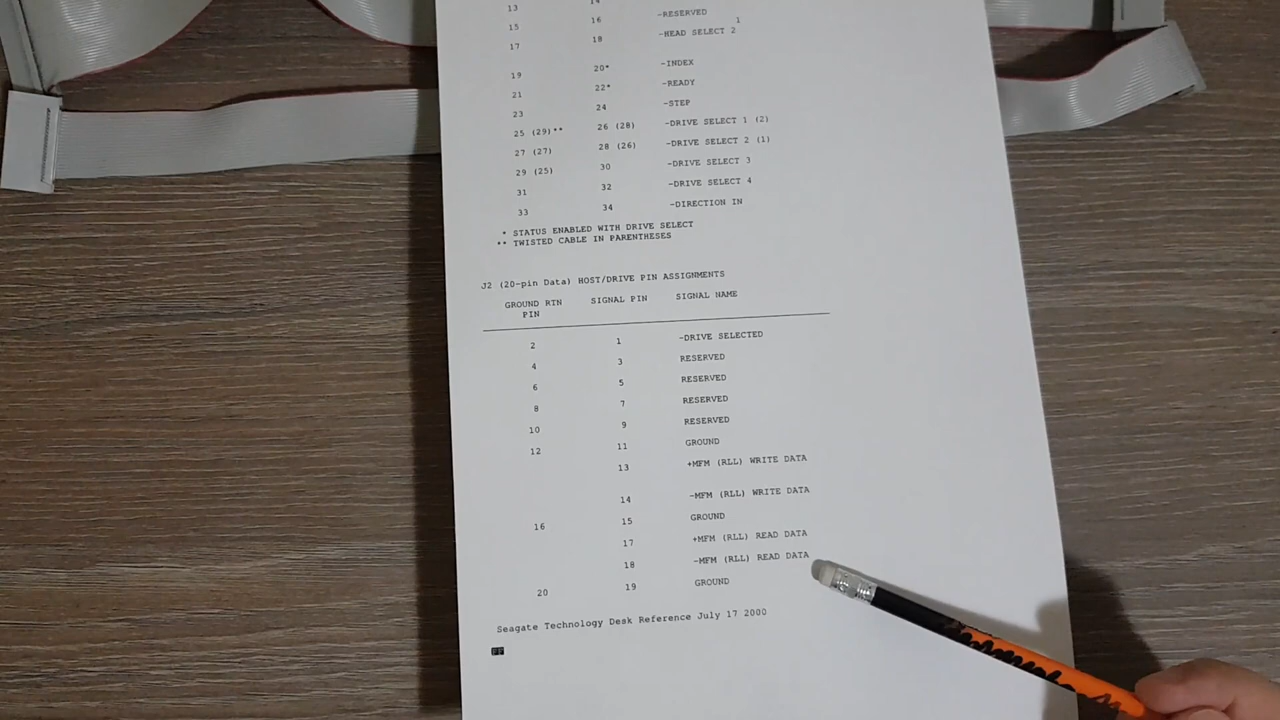 13 14
15 16 -RESERVED
17 18 -HEAD SELECT 2 1
19 20* -INDEX
21 22* -READY
23 24 -STEP
25 (29)** 26 (28) -DRIVE SELECT 1 (2)
27 (27) 28 (26) -DRIVE SELECT 2 (1)
29 (25) 30 -DRIVE SELECT 3
31 32 -DRIVE SELECT 4
33 34 -DIRECTION IN
* STATUS ENABLED WITH DRIVE SELECT
** TWISTED CABLE IN PARENTHESES
J2 (20-pin Data) HOST/DRIVE PIN ASSIGNMENTS
GROUND RTN SIGNAL PIN SIGNAL NAME
PIN
2 1 -DRIVE SELECTED
4 3 RESERVED
6 5 RESERVED
8 7 RESERVED
10 9 RESERVED
12 11 GROUND
13 +MFM (RLL) WRITE DATA
14 -MFM (RLL) WRITE DATA
16 15 GROUND
17 +MFM (RLL) READ DATA
18 -MFM (RLL) READ DATA
20 19 GROUND
Seagate Technology Desk Reference July 17 2000
FF